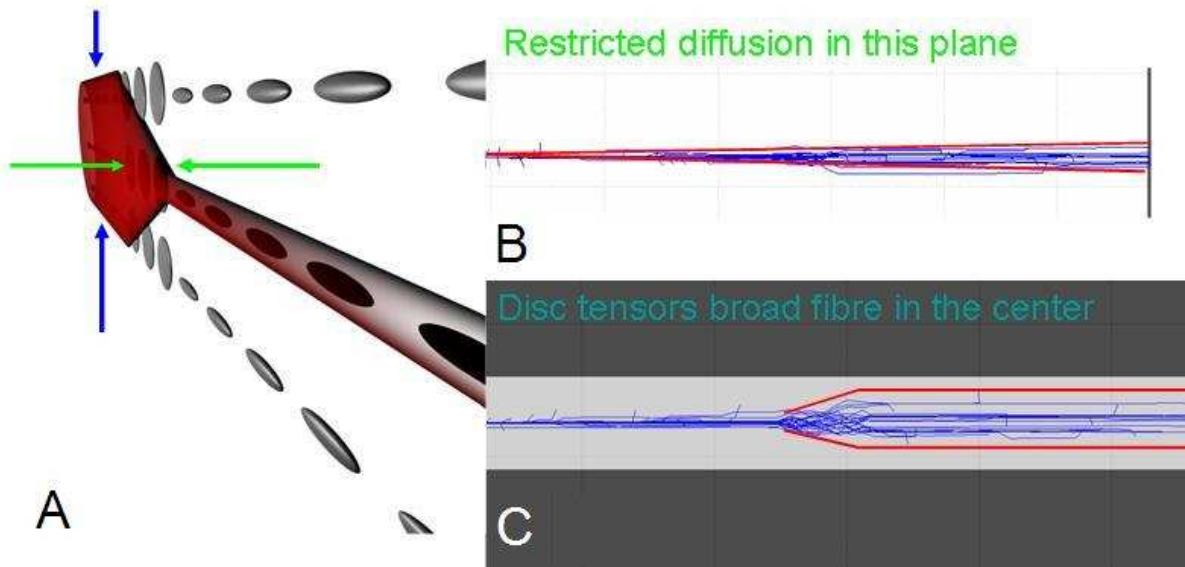 Restricted diffusion in this plane
B
Disc tensors broad fibre in the center
A
C